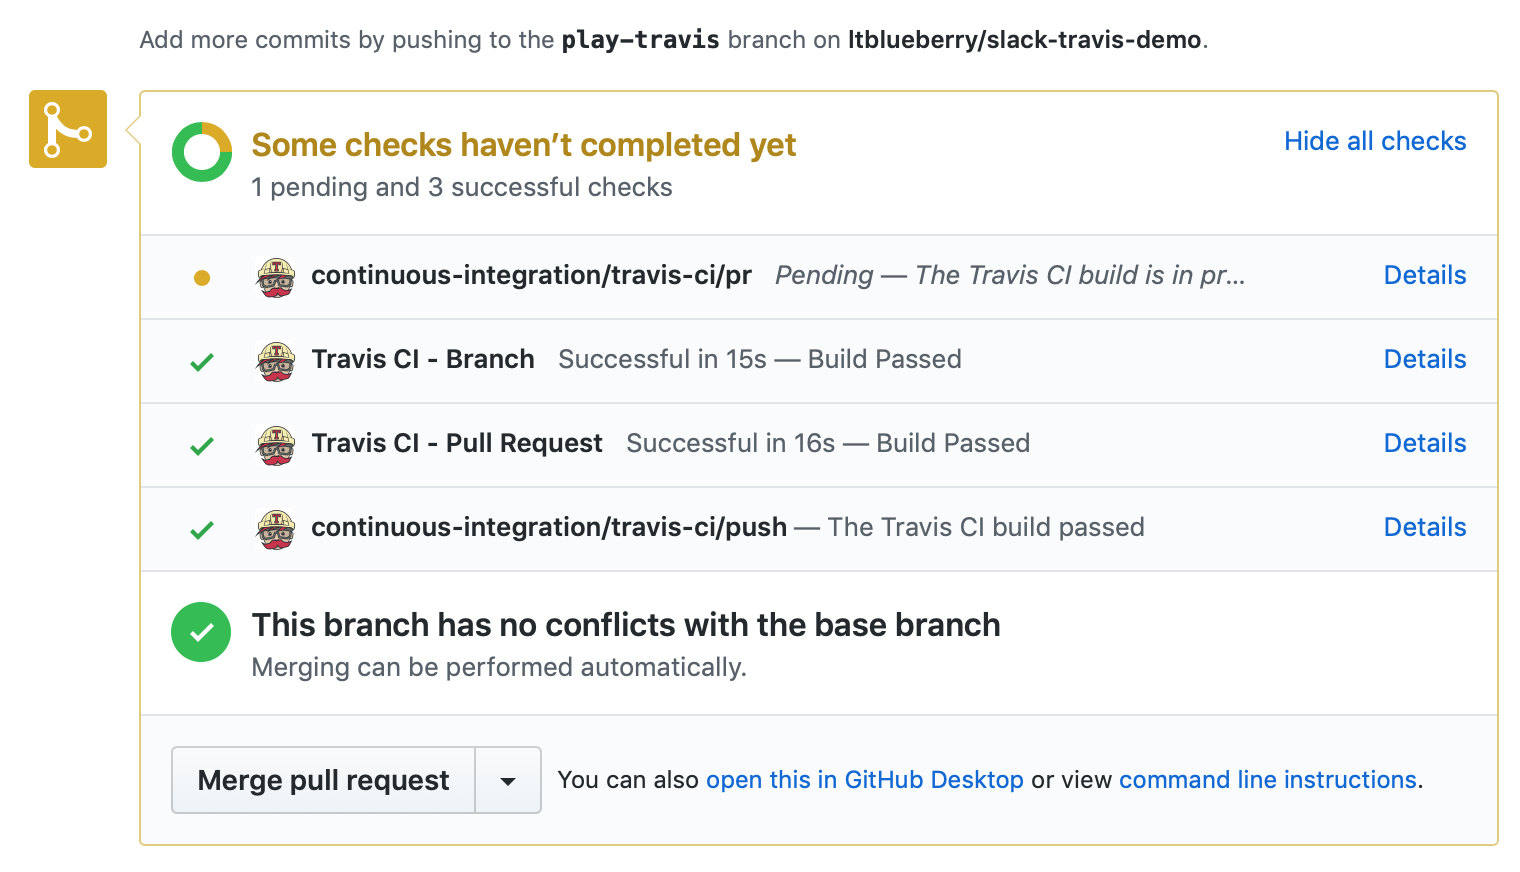 Add more commits by pushing to the play-travis branch on ltblueberry/slack-travis-demo.
Some checks haven’t completed yet
Hide all checks
1 pending and 3 successful checks
continuous-integration/travis-ci/pr Pending — The Travis CI build is in pr... Details
Travis CI - Branch Successful in 15s — Build Passed Details
Travis CI - Pull Request Successful in 16s — Build Passed Details
continuous-integration/travis-ci/push — The Travis CI build passed Details
This branch has no conflicts with the base branch
Merging can be performed automatically.
Merge pull request You can also open this in GitHub Desktop or view command line instructions.